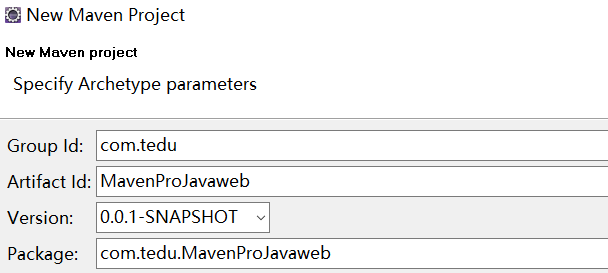 New Maven Project
New Maven project
Specify Archetype parameters
Group Id: com.tedu
Artifact Id: MavenProJavaweb
Version: 0.0.1-SNAPSHOT
Package: com.tedu.MavenProJavaweb